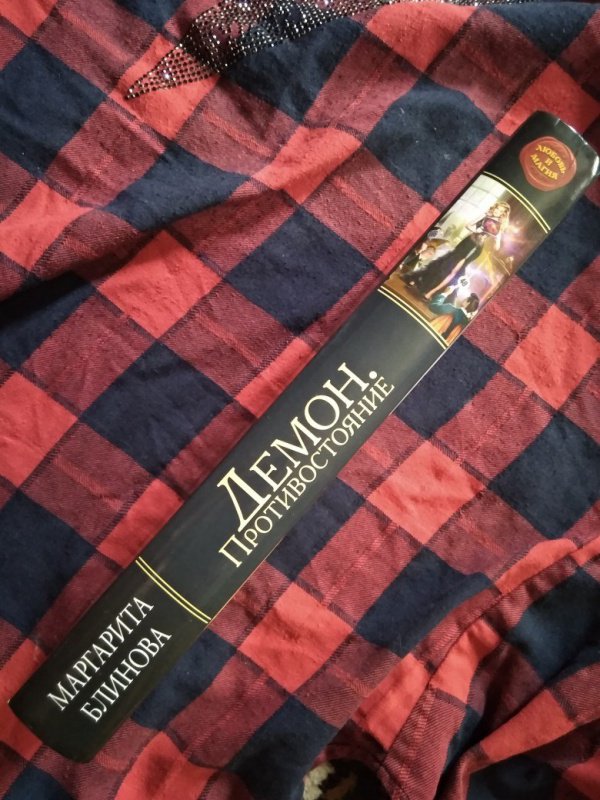 МАРГАРИТА
БЛИНОВА
ДЕМОН.
ПРОТИВОСТОЯНИЕ
ЛЮБОВЬ
И
МАГИЯ